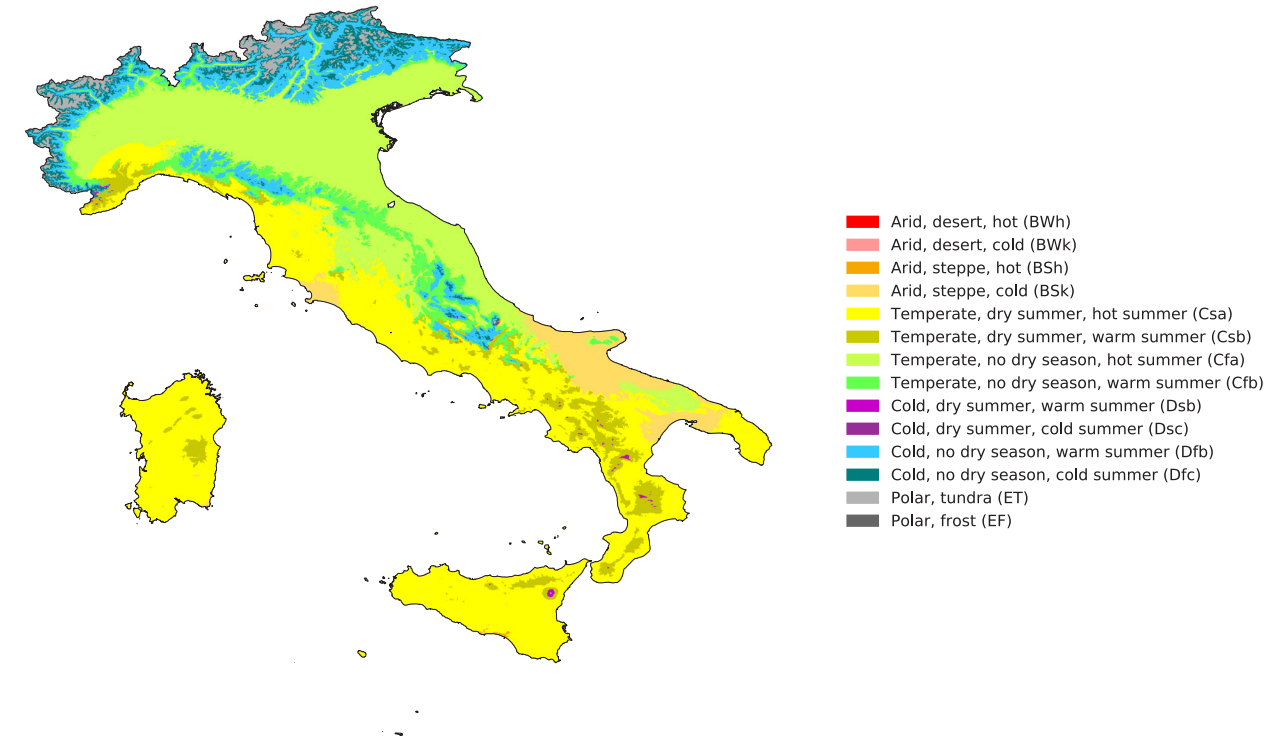 Arid, desert, hot (BWh)
Arid, desert, cold (BWk)
Arid, steppe, hot (BSh)
Arid, steppe, cold (BSk)
Temperate, dry summer, hot summer (Csa)
Temperate, dry summer, warm summer (Csb)
Temperate, no dry season, hot summer (Cfa)
Temperate, no dry season, warm summer (Cfb)
Cold, dry summer, warm summer (Dsb)
Cold, dry summer, cold summer (Dsc)
Cold, no dry season, warm summer (Dfb)
Cold, no dry season, cold summer (Dfc)
Polar, tundra (ET)
Polar, frost (EF)